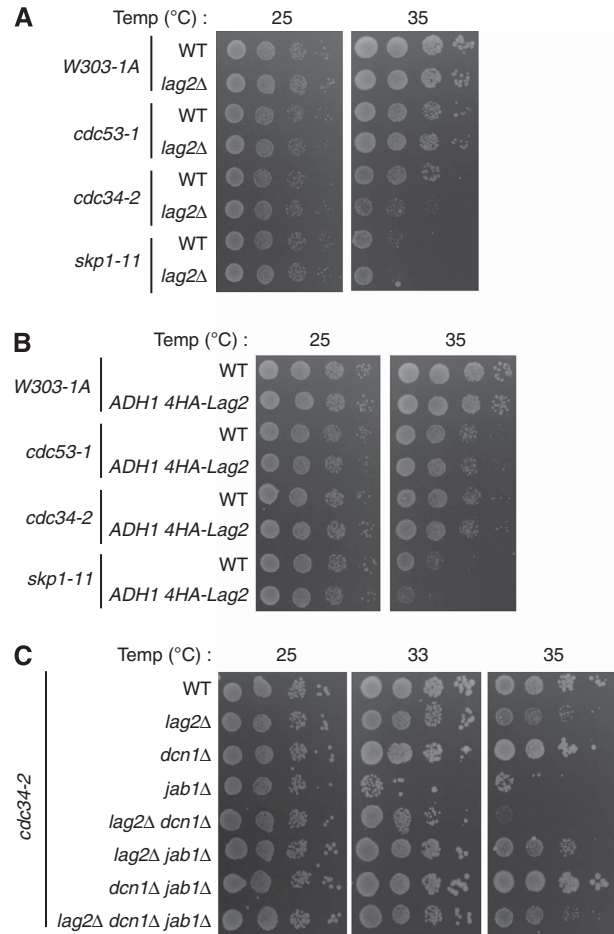 A
Temp (°C) : 25 35
W303-1A
WT
lag2Δ
cdc53-1
WT
lag2Δ
cdc34-2
WT
lag2Δ
skp1-11
WT
lag2Δ
B
Temp (°C) : 25 35
W303-1A
WT
ADH1 4HA-Lag2
cdc53-1
WT
ADH1 4HA-Lag2
cdc34-2
WT
ADH1 4HA-Lag2
skp1-11
WT
ADH1 4HA-Lag2
C
Temp (°C) : 25 33 35
cdc34-2
WT
lag2Δ
dcn1Δ
jab1Δ
lag2Δ dcn1Δ
lag2Δ jab1Δ
dcn1Δ jab1Δ
lag2Δ dcn1Δ jab1Δ